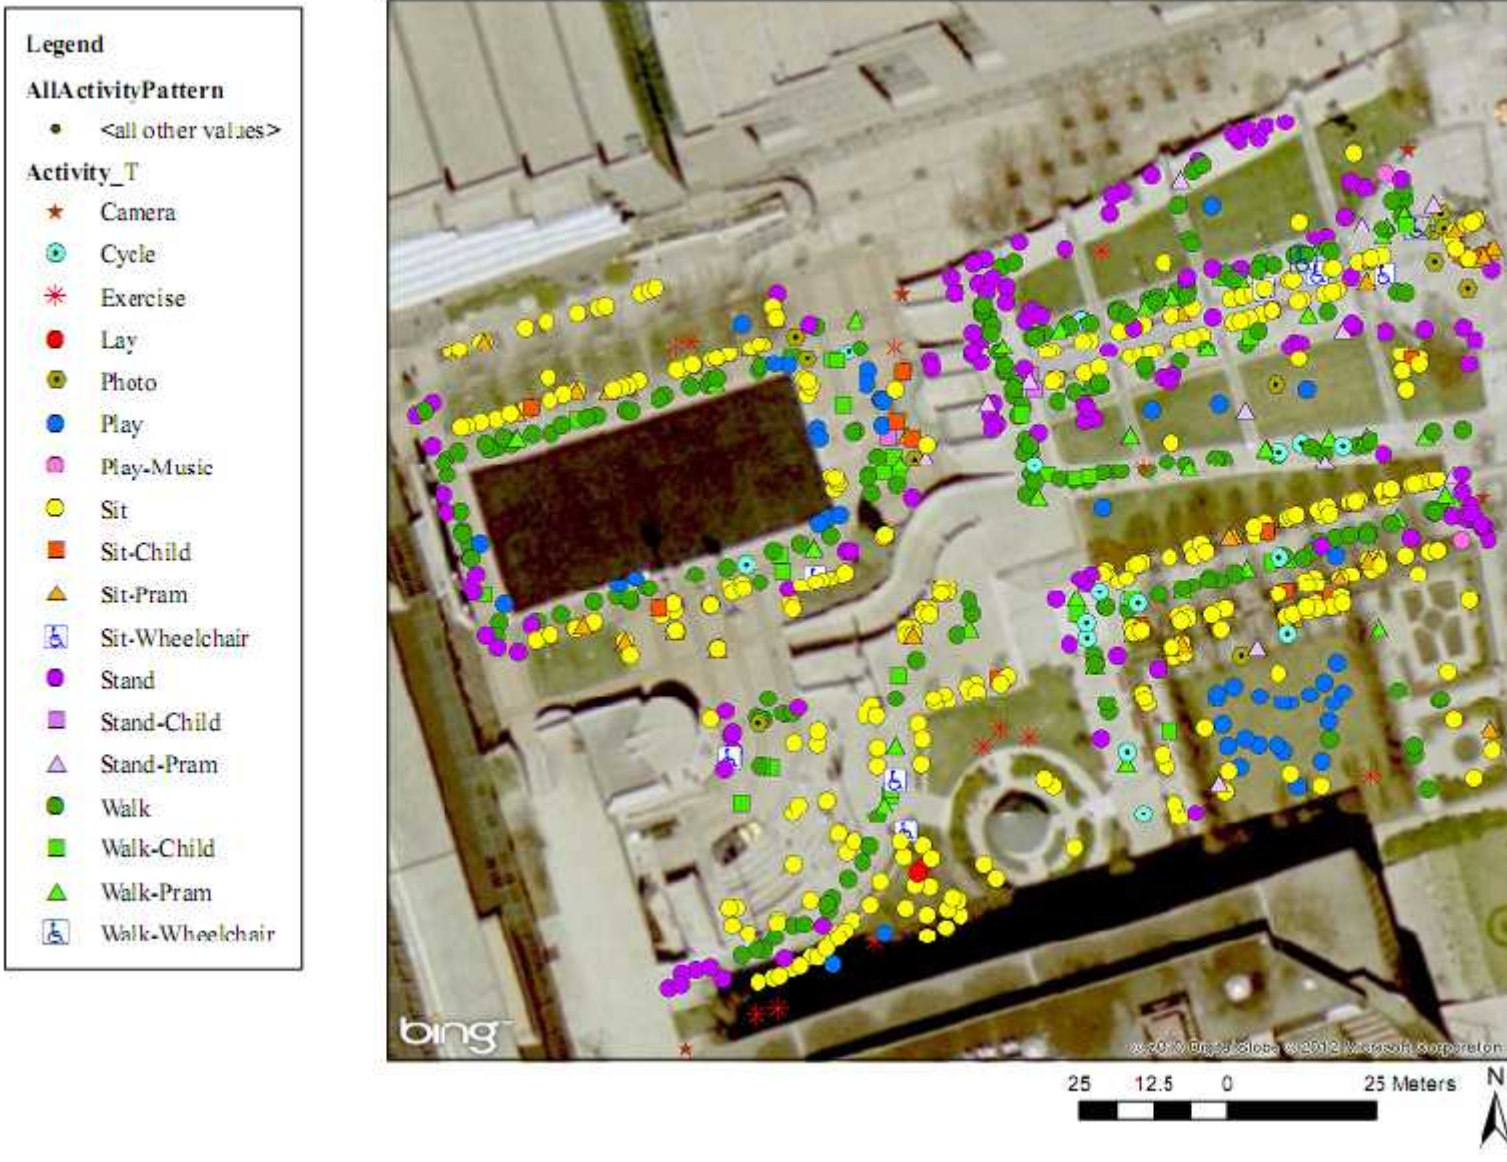 Legend
AllActivityPattern
<all other values>
Activity_T
Camera
Cycle
Exercise
Lay
Photo
Play
Play-Music
Sit
Sit-Child
Sit-Pram
Sit-Wheelchair
Stand
Stand-Child
Stand-Pram
Walk
Walk-Child
Walk-Pram
Walk-Wheelchair
bing
Microsoft Corporation
25 12.5 0 25 Meters
N